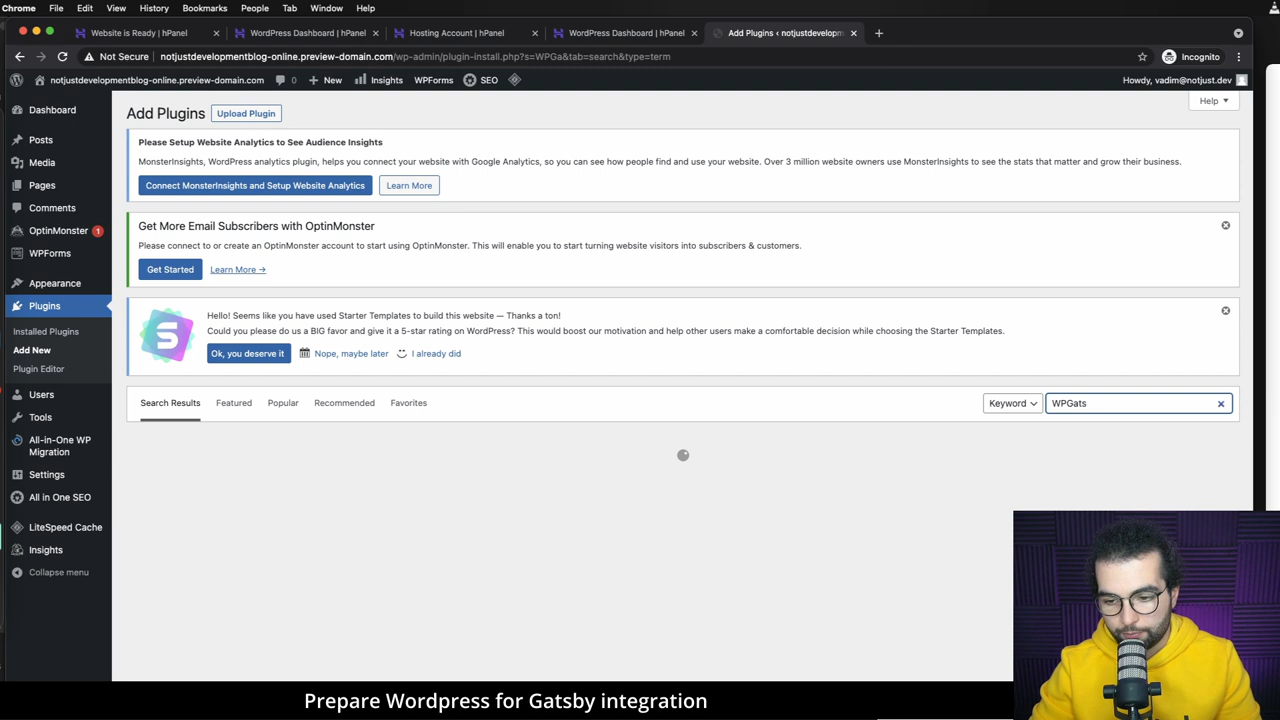 Chrome File Edit View History Bookmarks People Tab Window Help
Website is Ready | hPanel
WordPress Dashboard | hPanel
Hosting Account | hPanel
WordPress Dashboard | hPanel
Add Plugins < notjustdevelopm
Not Secure notjustdevelopmentblog-online.preview-domain.com/wp-admin/plugin-install.php?s=WPGa&tab=search&type=term
Incognito
notjustdevelopmentblog-online.preview-domain.com 0 New Insights WPForms SEO
Howdy, vadim@notjust.dev
Dashboard
Posts
Media
Pages
Comments
OptinMonster 1
WPForms
Appearance
Plugins
Installed Plugins
Add New
Plugin Editor
Users
Tools
All-in-One WP
Migration
Settings
All in One SEO
LiteSpeed Cache
Insights
Collapse menu
Help
Add Plugins Upload Plugin
Please Setup Website Analytics to See Audience Insights
MonsterInsights, WordPress analytics plugin, helps you connect your website with Google Analytics, so you can see how people find and use your website. Over 3 million website owners use MonsterInsights to see the stats that matter and grow their business.
Connect MonsterInsights and Setup Website Analytics Learn More
Get More Email Subscribers with OptinMonster
Please connect to or create an OptinMonster account to start using OptinMonster. This will enable you to start turning website visitors into subscribers & customers.
Get Started Learn More →
Hello! Seems like you have used Starter Templates to build this website — Thanks a ton!
Could you please do us a BIG favor and give it a 5-star rating on WordPress? This would boost our motivation and help other users make a comfortable decision while choosing the Starter Templates.
Ok, you deserve it Nope, maybe later I already did
Search Results Featured Popular Recommended Favorites
Keyword WPGats
Prepare Wordpress for Gatsby integration